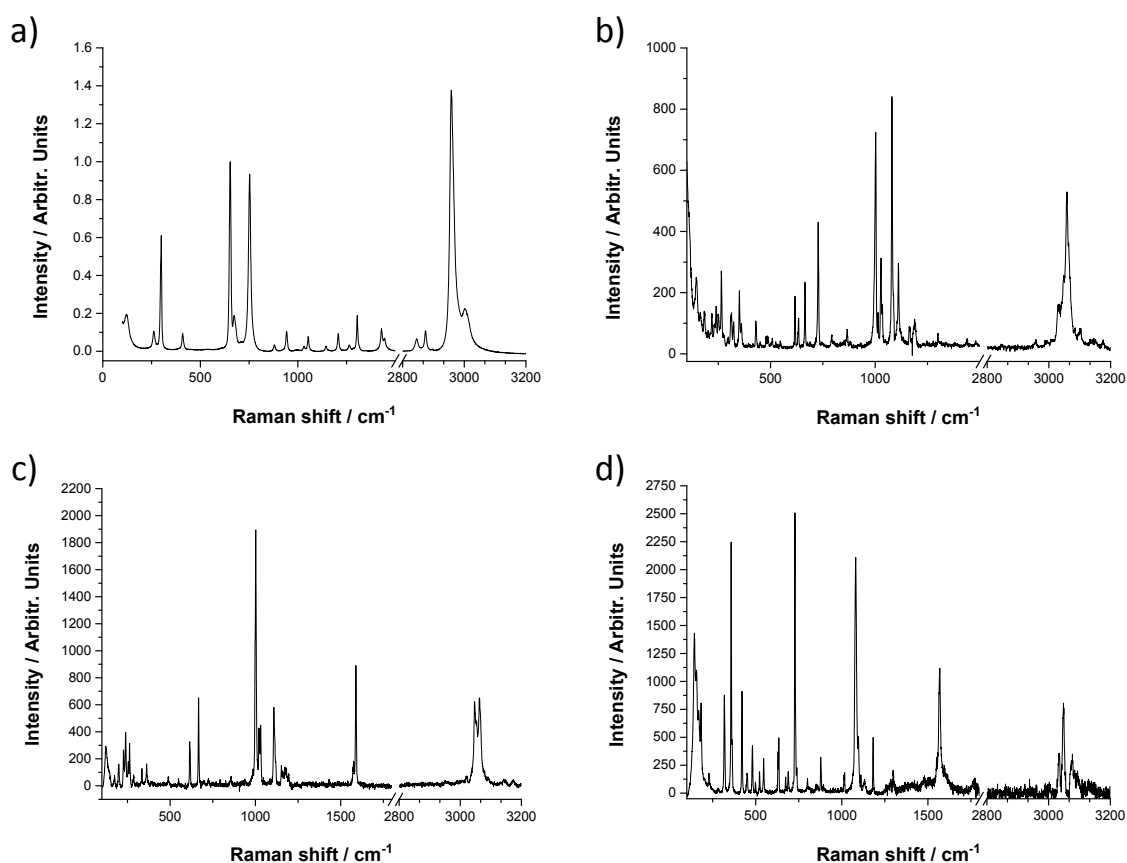 a)
Intensity / Arbitr. Units
1.6
1.4
1.2
1.0
0.8
0.6
0.4
0.2
0.0
0 500 1000 2800 3000 3200
Raman shift / cm⁻¹
b)
Intensity / Arbitr. Units
1000
800
600
400
200
0
500 1000 2800 3000 3200
Raman shift / cm⁻¹
c)
Intensity / Arbitr. Units
2200
2000
1800
1600
1400
1200
1000
800
600
400
200
0
500 1000 1500 2800 3000 3200
Raman shift / cm⁻¹
d)
Intensity / Arbitr. Units
2750
2500
2250
2000
1750
1500
1250
1000
750
500
250
0
500 1000 1500 2800 3000 3200
Raman shift / cm⁻¹